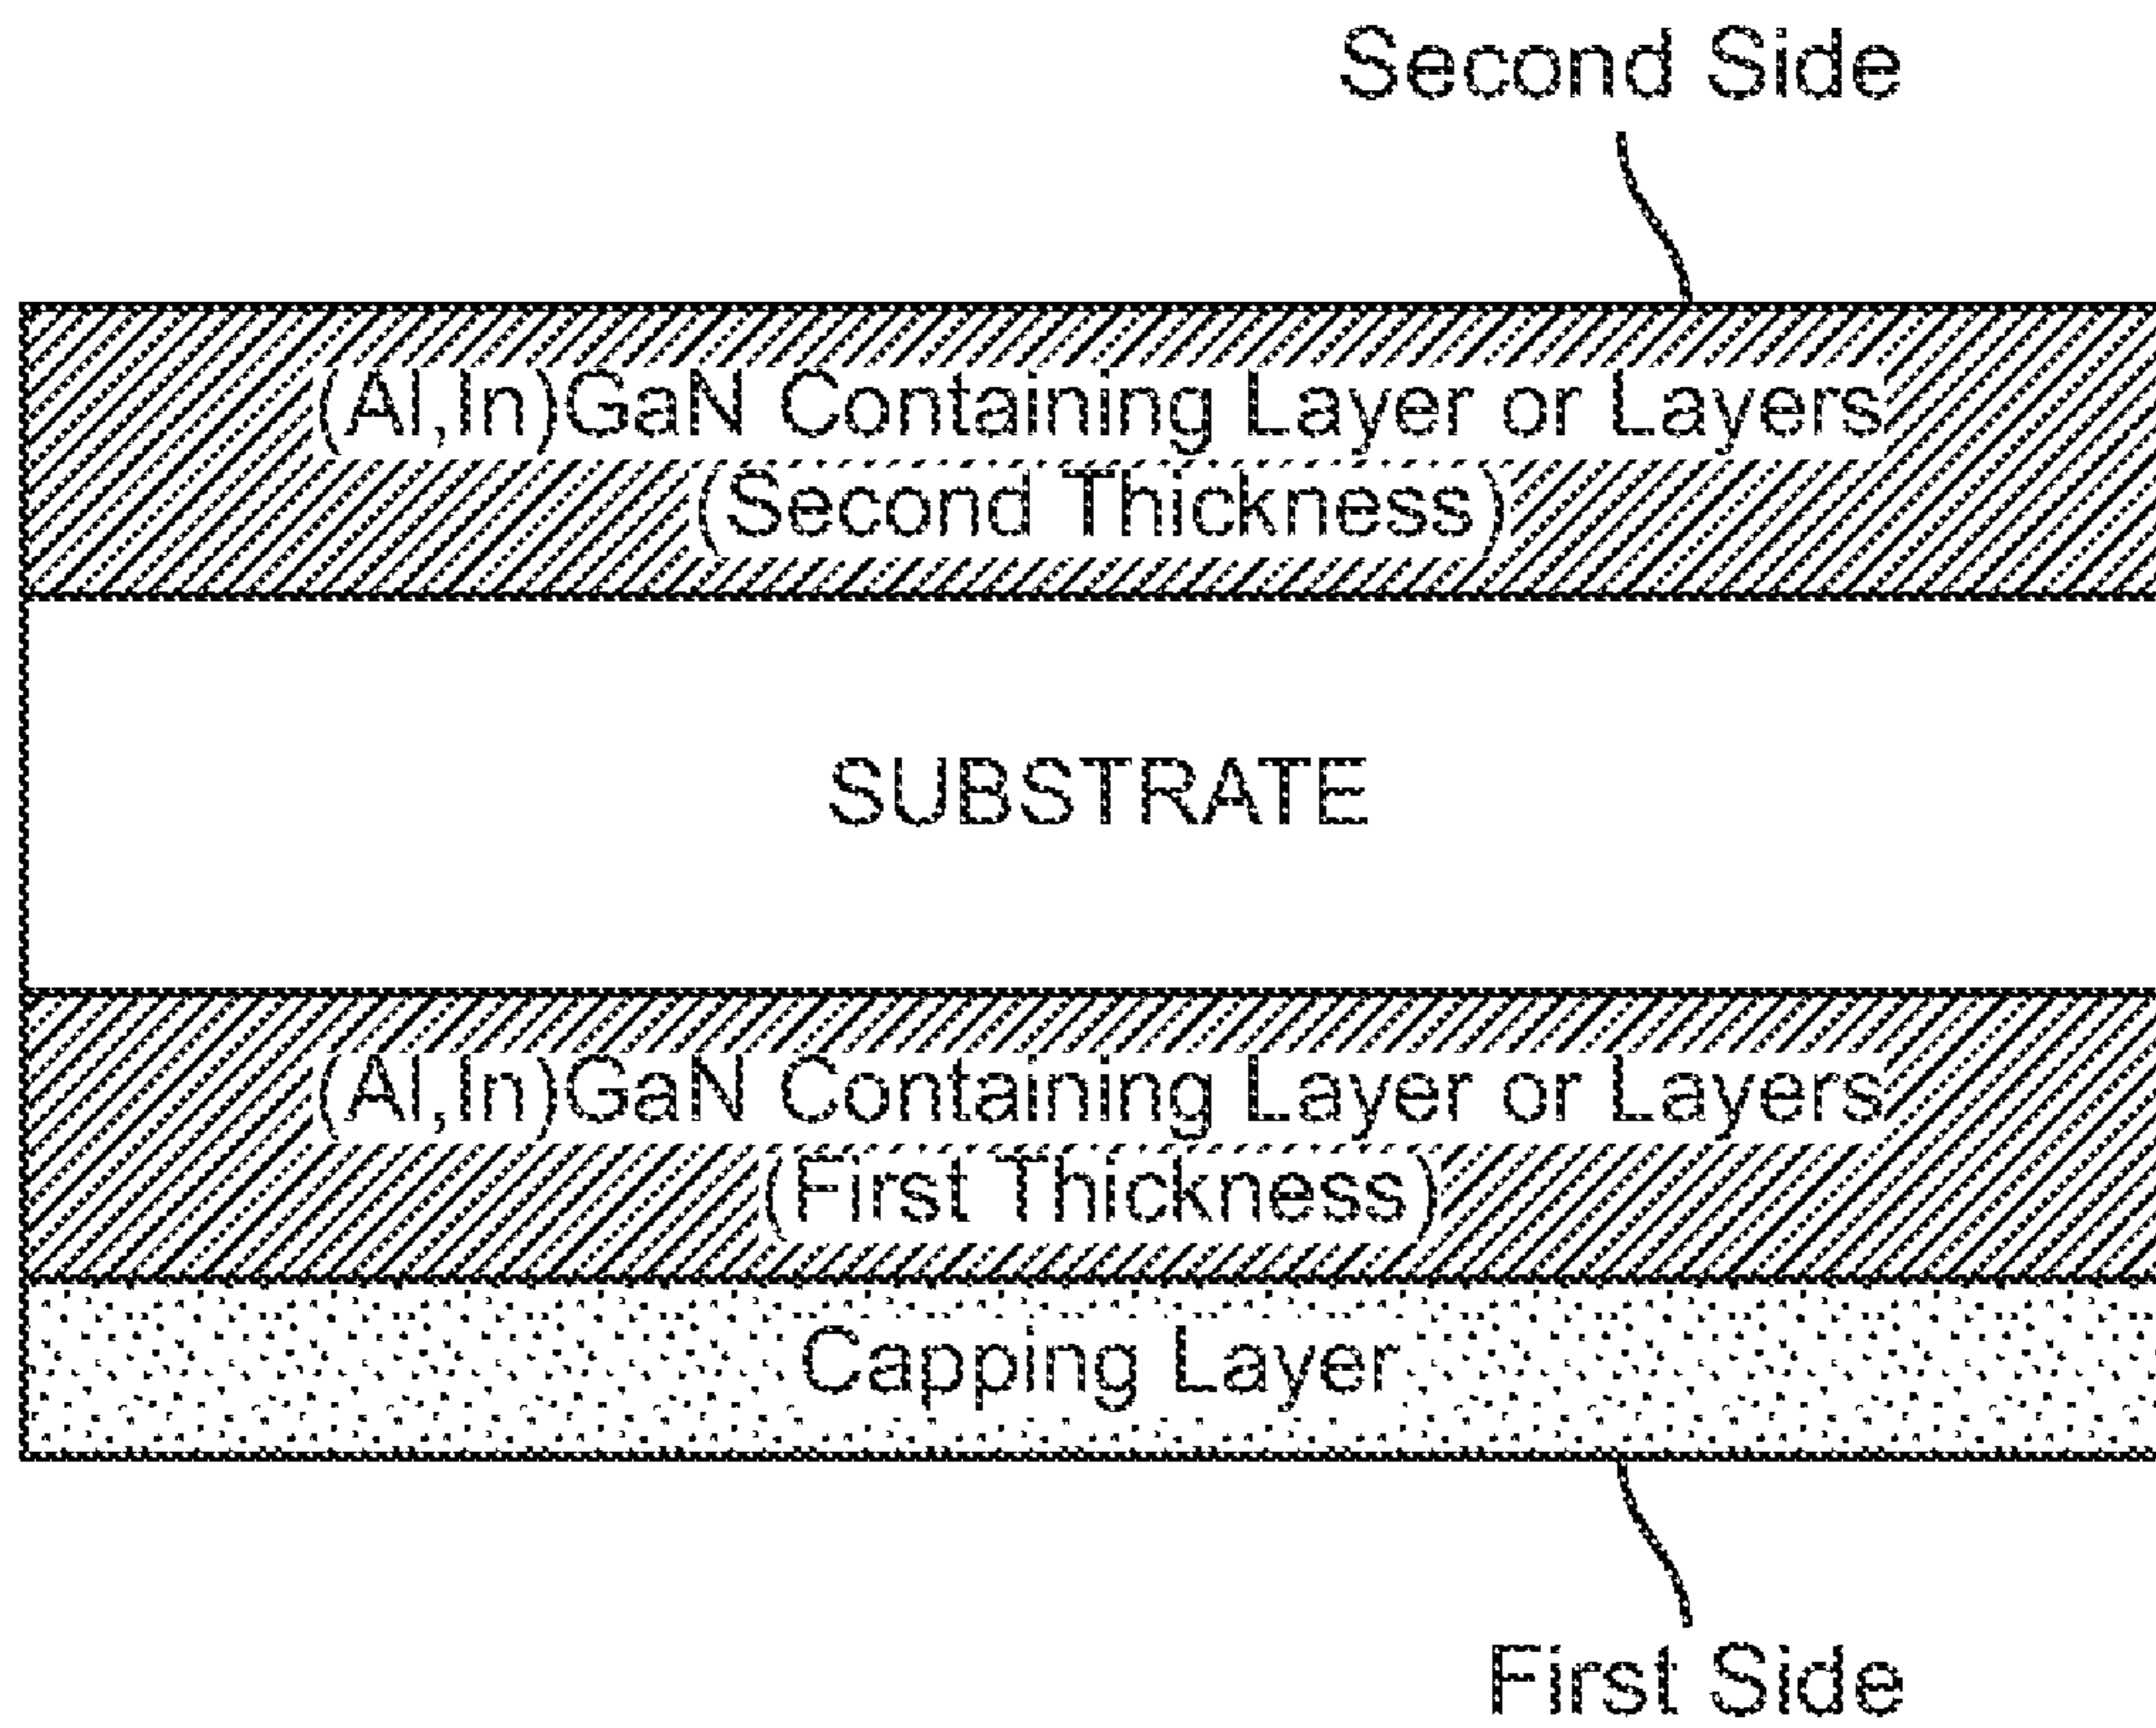 Second Side
(Al,In)GaN Containing Layer or Layers
(Second Thickness)
SUBSTRATE
(Al,In)GaN Containing Layer or Layers
(First Thickness)
Capping Layer
First Side